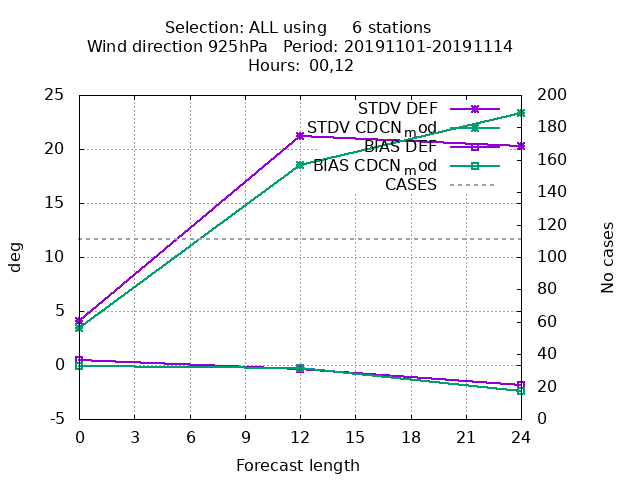 Selection: ALL using 6 stations
Wind direction 925hPa Period: 20191101-20191114
Hours: 00,12
STDV DEF
STDV CDCNmod
BIAS DEF
BIAS CDCNmod
CASES
25
20
15
10
5
0
-5
deg
200
180
160
140
120
100
80
60
40
20
0
No cases
0 3 6 9 12 15 18 21 24
Forecast length